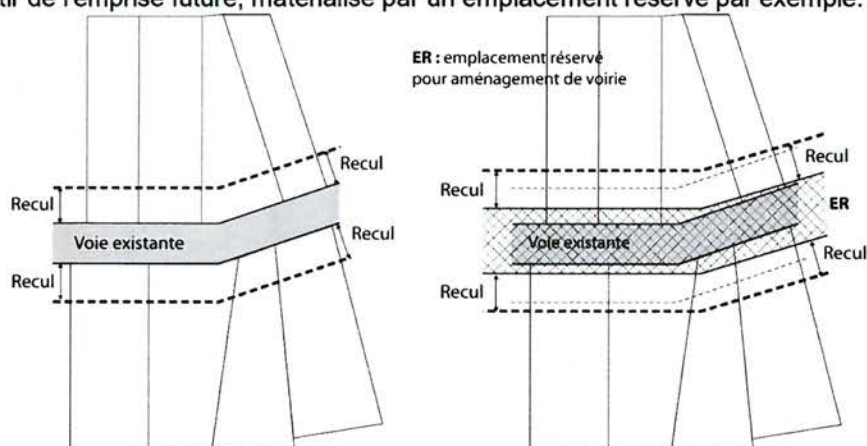 tir de l'emprise future, matérialisé par un emplacement réservé par exemple.
ER : emplacement réservé
pour aménagement de voirie
Recul
Recul
Voie existante
Recul
Recul
Recul
Recul
ER
Voie existante
Recul
Recul